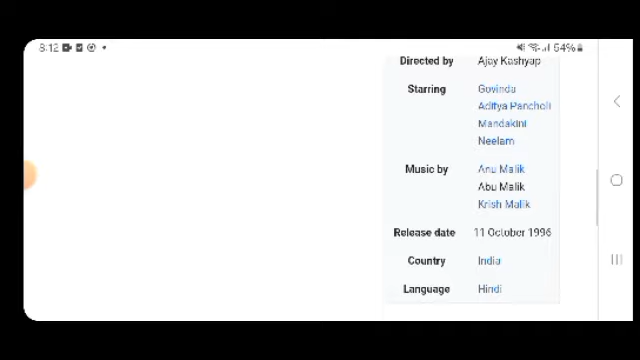 8:12
54%
Directed by Ajay Kashyap
Starring Govinda
Aditya Pancholi
Mandakini
Neelam
Music by Anu Malik
Abu Malik
Krish Malik
Release date 11 October 1996
Country India
Language Hindi